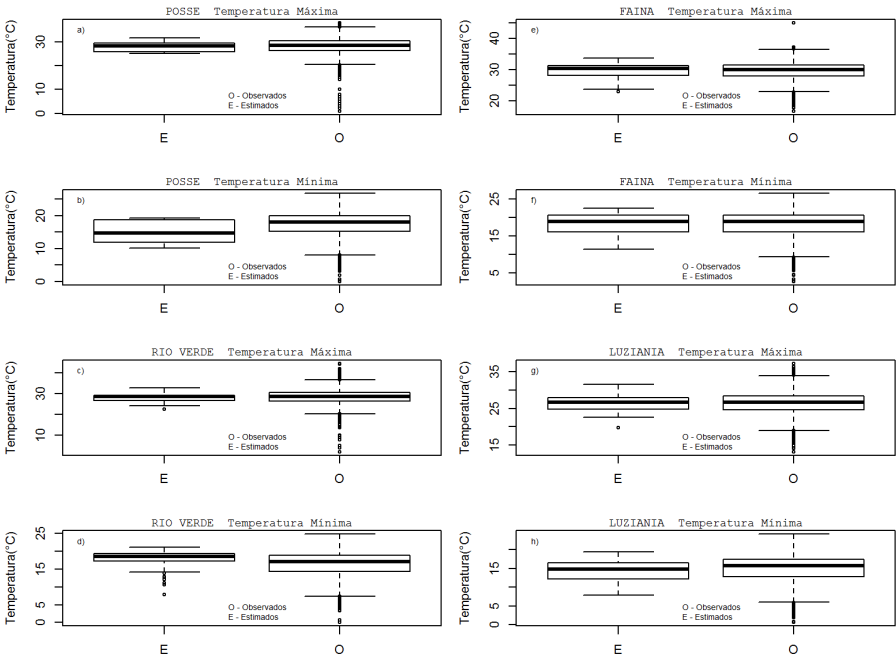 POSSE Temperatura Máxima
a)
Temperatura(°C)
0 10 30
O - Observados
E - Estimados
E O
FAINA Temperatura Máxima
e)
Temperatura(°C)
20 30 40
O - Observados
E - Estimados
E O
POSSE Temperatura Mínima
b)
Temperatura(°C)
0 10 20
O - Observados
E - Estimados
E O
FAINA Temperatura Mínima
f)
Temperatura(°C)
5 15 25
O - Observados
E - Estimados
E O
RIO VERDE Temperatura Máxima
c)
Temperatura(°C)
10 30
O - Observados
E - Estimados
E O
LUZIANIA Temperatura Máxima
g)
Temperatura(°C)
15 25 35
O - Observados
E - Estimados
E O
RIO VERDE Temperatura Mínima
d)
Temperatura(°C)
0 5 15 25
O - Observados
E - Estimados
E O
LUZIANIA Temperatura Mínima
h)
Temperatura(°C)
0 5 15
O - Observados
E - Estimados
E O